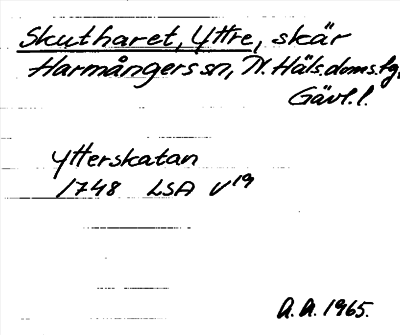 Skutharet, Yttre, skär
Harmångers sn, N. Häls. doms. tg,
Gävl. l.
Ytterskatan
1748 LSA V19
A. A. 1965.